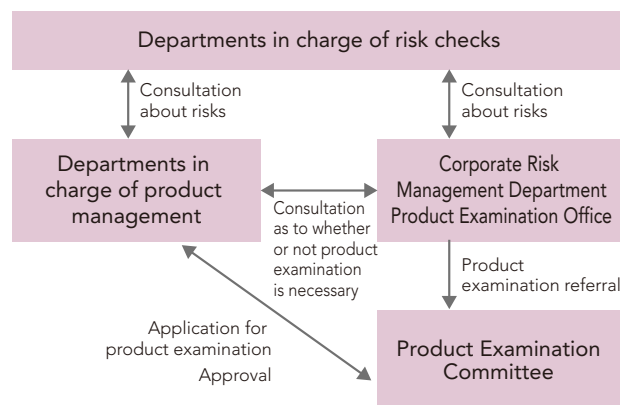 Departments in charge of risk checks
Consultation
about risks
Consultation
about risks
Departments in
charge of product
management
Corporate Risk
Management Department
Product Examination Office
Consultation
as to whether
or not product
examination
is necessary
Product
examination referral
Application for
product examination
Approval
Product Examination
Committee